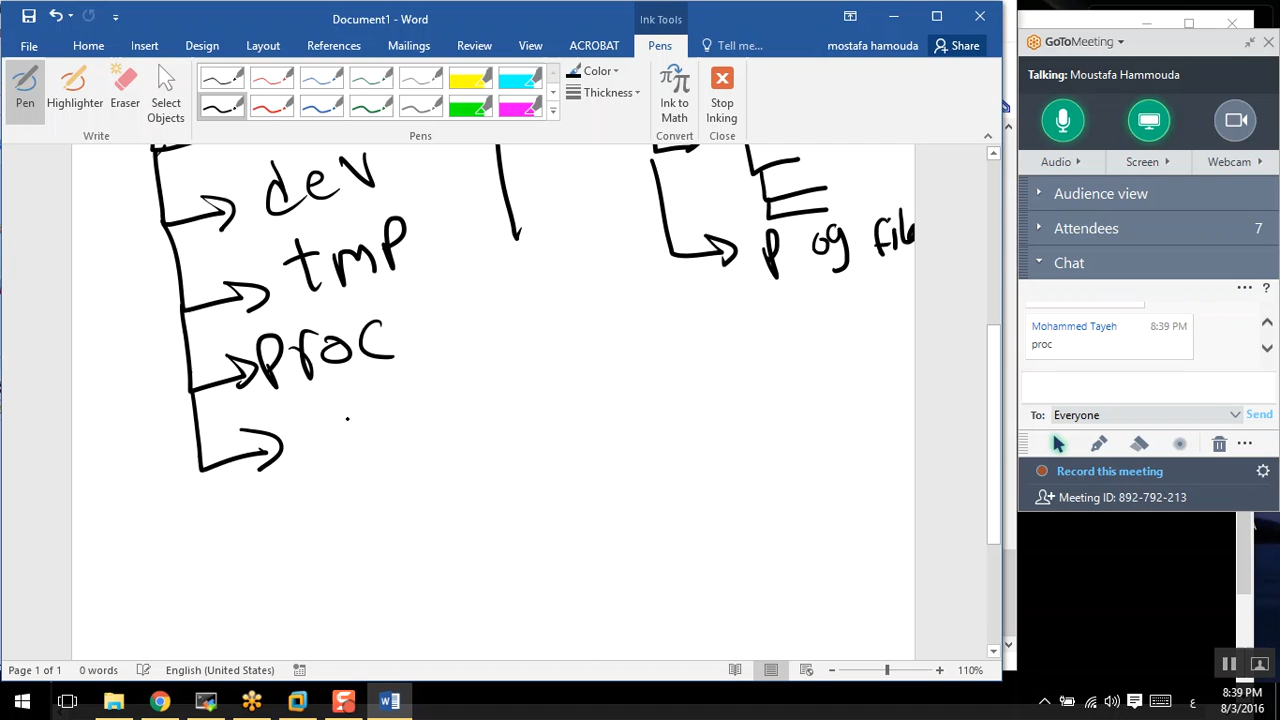 Document1 - Word
Ink Tools
File
Home
Insert
Design
Layout
References
Mailings
Review
View
ACROBAT
Pens
Tell me...
mostafa hamouda
Share
Pen
Highlighter
Eraser
Select Objects
Color
Thickness
Ink to Math
Stop Inking
Write
Pens
Convert
Close
dev
tmp
proc
p og file
GoToMeeting
Talking: Moustafa Hammouda
Audio
Screen
Webcam
Audience view
Attendees 7
Chat
?
Mohammed Tayeh 8:39 PM
proc
To: Everyone
Send
Record this meeting
Meeting ID: 892-792-213
Page 1 of 1
0 words
English (United States)
110%
ع
8:39 PM
8/3/2016